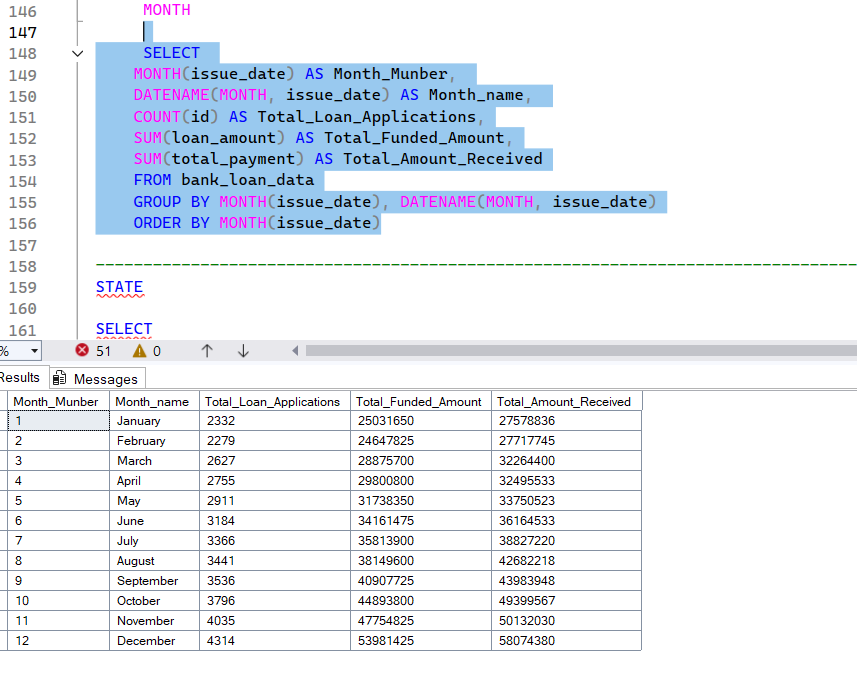 146 MONTH
147
148 SELECT
149 MONTH(issue_date) AS Month_Munber,
150 DATENAME(MONTH, issue_date) AS Month_name,
151 COUNT(id) AS Total_Loan_Applications,
152 SUM(loan_amount) AS Total_Funded_Amount,
153 SUM(total_payment) AS Total_Amount_Received
154 FROM bank_loan_data
155 GROUP BY MONTH(issue_date), DATENAME(MONTH, issue_date)
156 ORDER BY MONTH(issue_date)
157
158 --------------------------------------------------------------------------------
159 STATE
160
161 SELECT
% 51 0
Results Messages
Month_Munber Month_name Total_Loan_Applications Total_Funded_Amount Total_Amount_Received
1 January 2332 25031650 27578836
2 February 2279 24647825 27717745
3 March 2627 28875700 32264400
4 April 2755 29800800 32495533
5 May 2911 31738350 33750523
6 June 3184 34161475 36164533
7 July 3366 35813900 38827220
8 August 3441 38149600 42682218
9 September 3536 40907725 43983948
10 October 3796 44893800 49399567
11 November 4035 47754825 50132030
12 December 4314 53981425 58074380